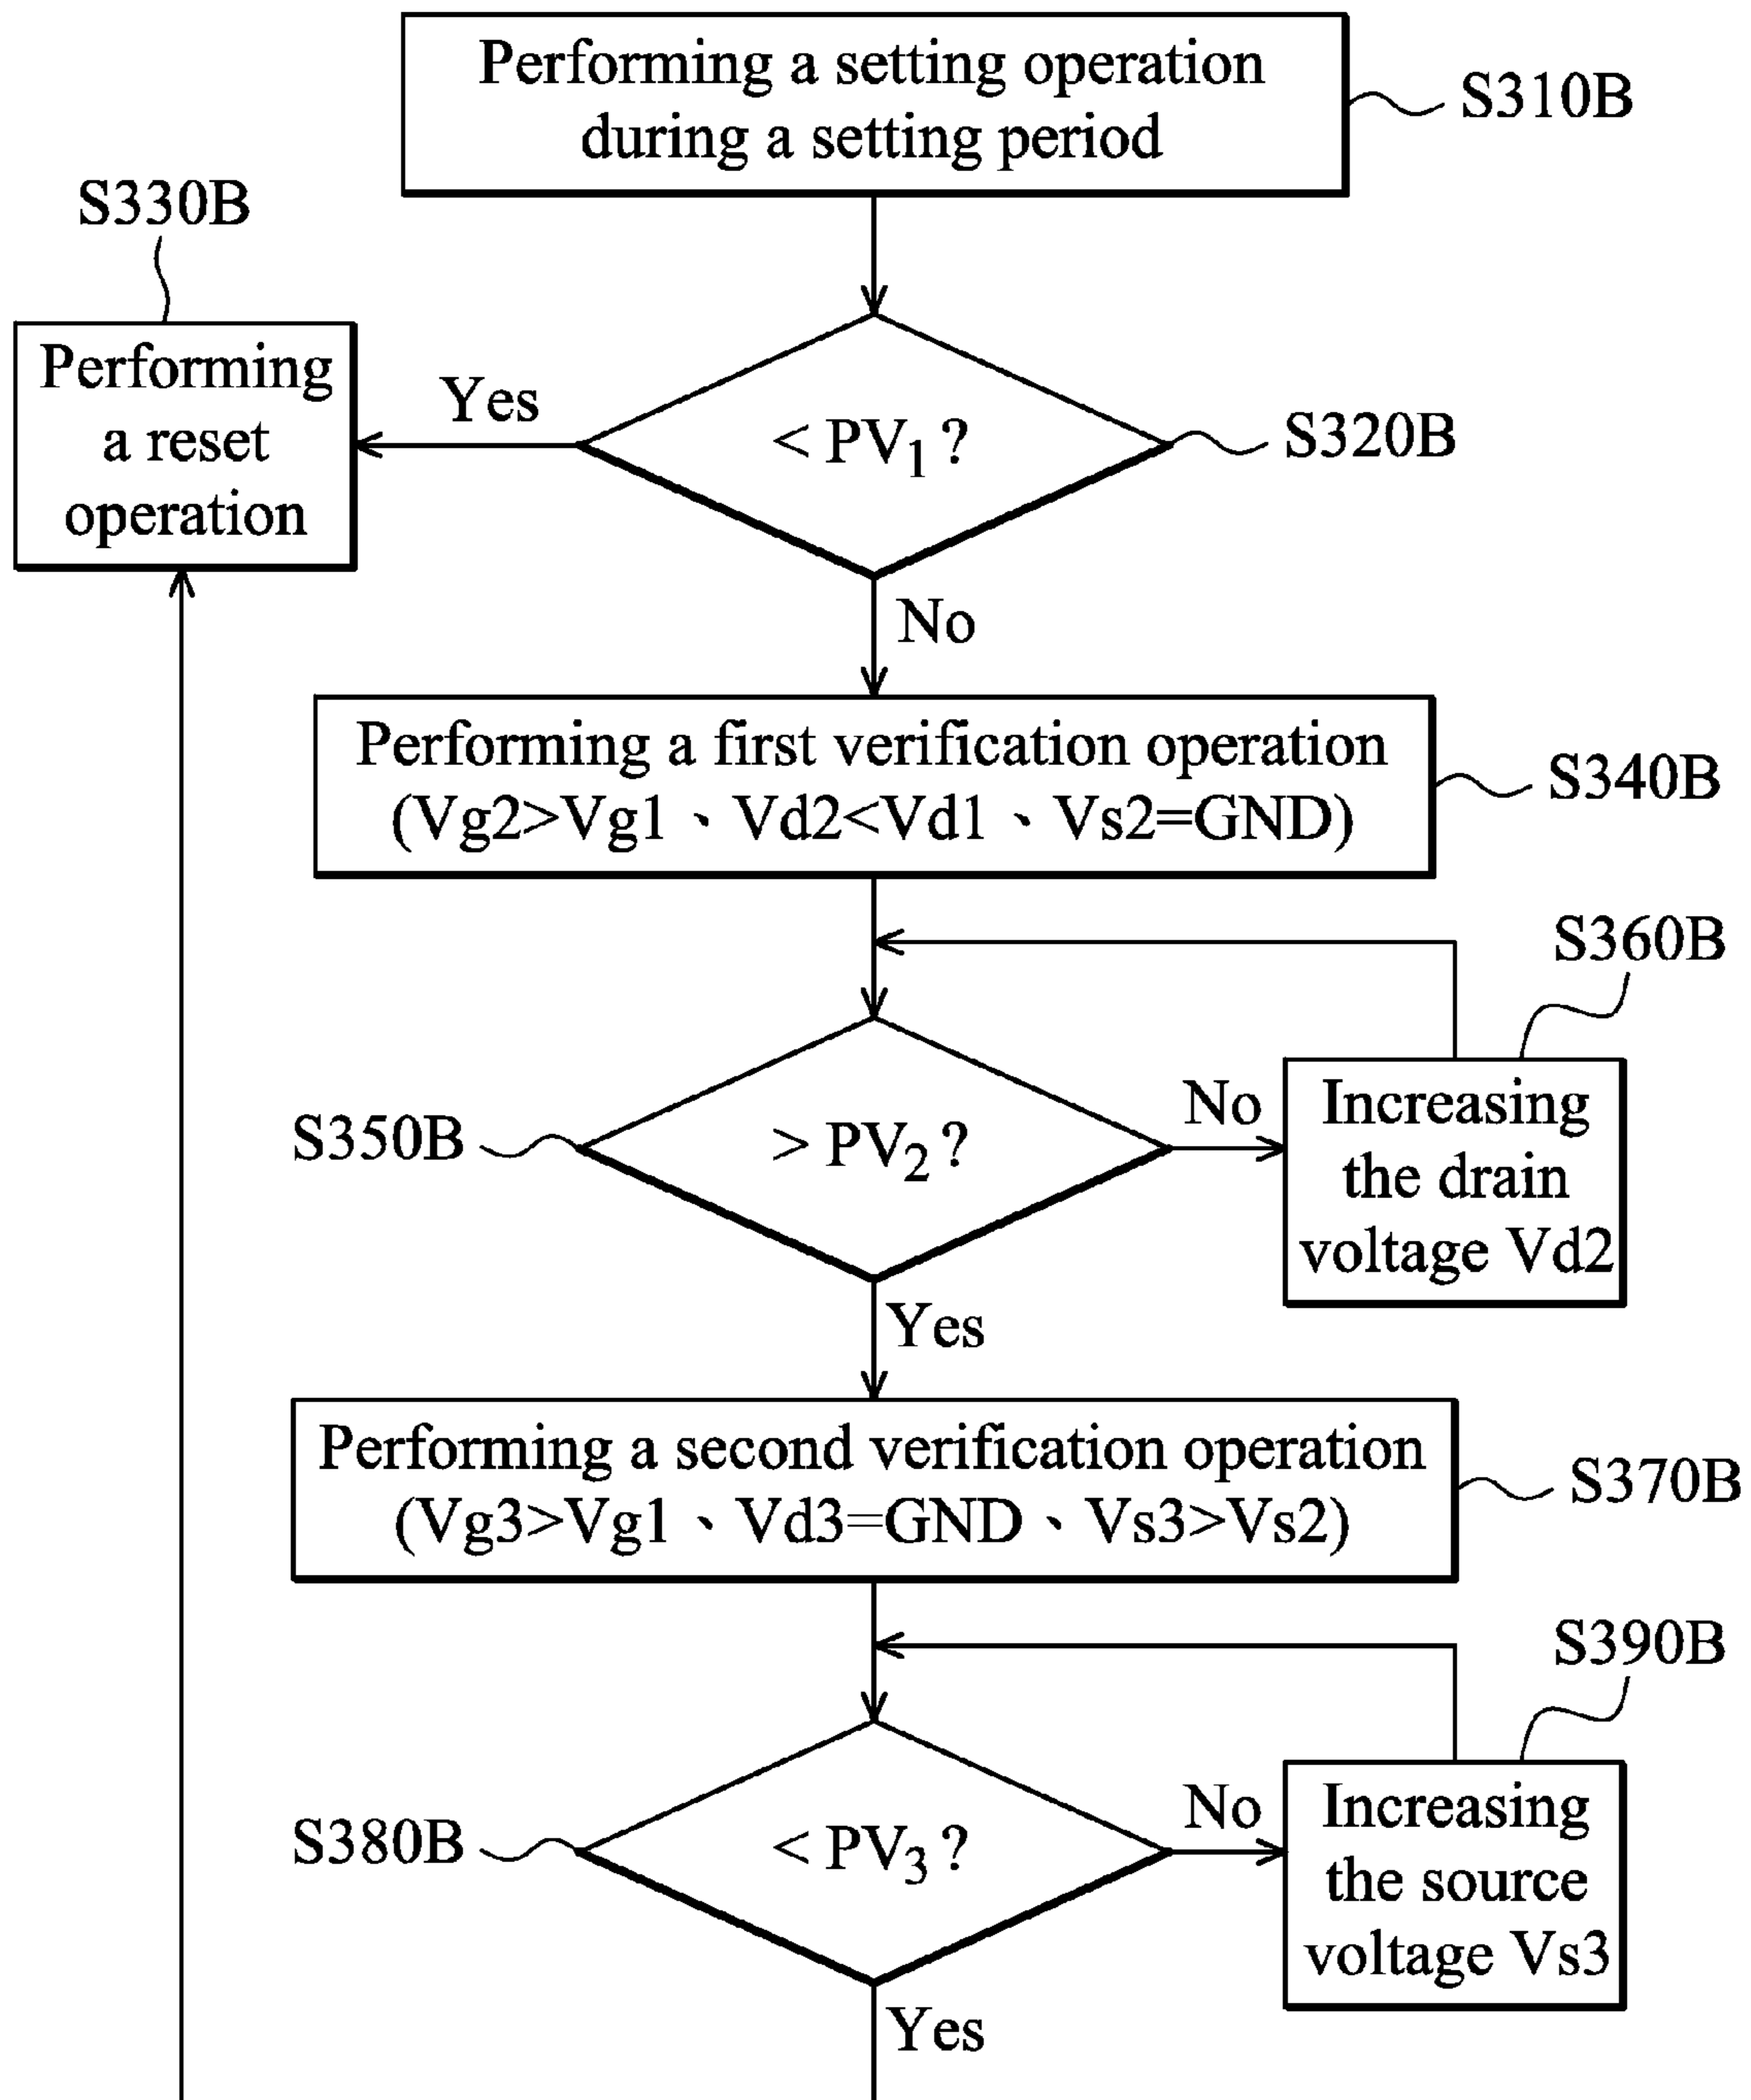 Performing a setting operation
during a setting period
S310B
S330B
Performing
a reset
operation
Yes
< PV₁ ?
S320B
No
Performing a first verification operation
(Vg2>Vg1、Vd2<Vd1、Vs2=GND)
S340B
S360B
S350B
> PV₂ ?
No
Increasing
the drain
voltage Vd2
Yes
Performing a second verification operation
(Vg3>Vg1、Vd3=GND、Vs3>Vs2)
S370B
S390B
S380B
< PV₃ ?
No
Increasing
the source
voltage Vs3
Yes